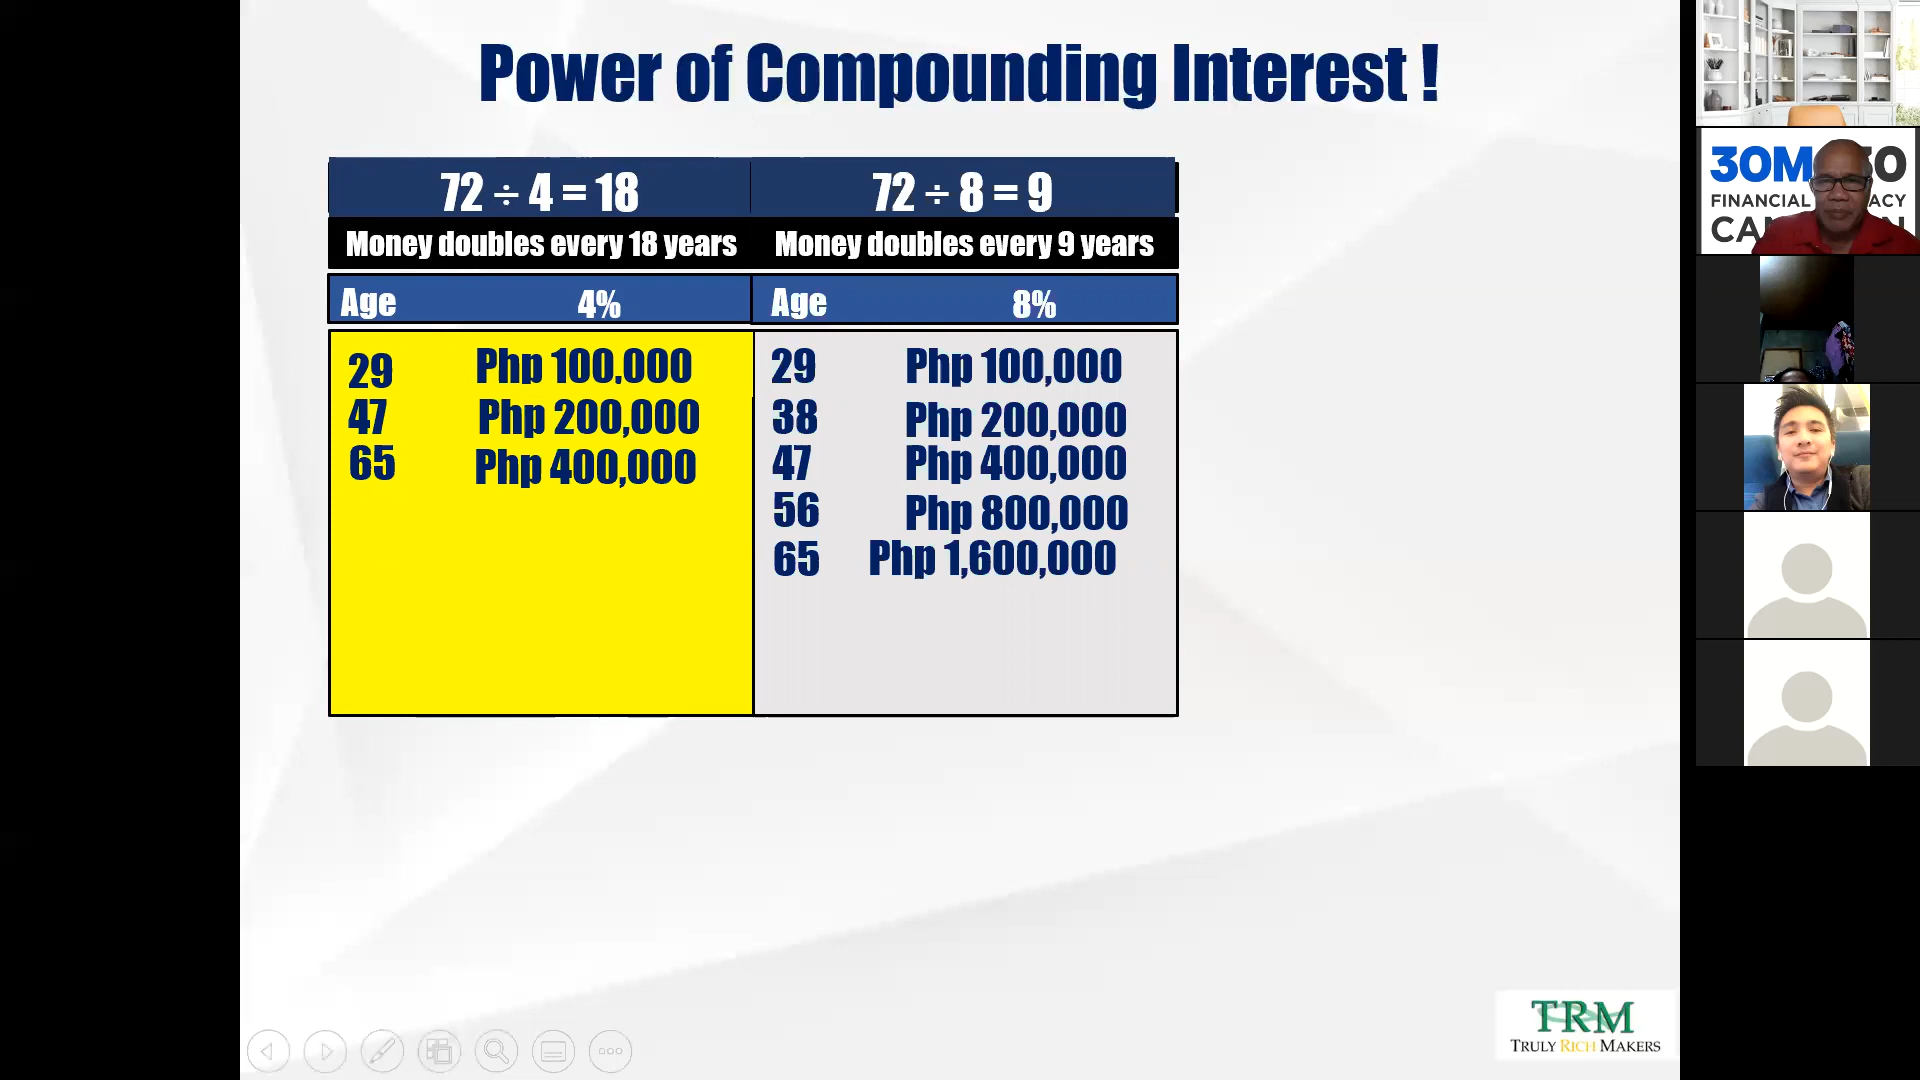 Power of Compounding Interest !
72 ÷ 4 = 18
72 ÷ 8 = 9
Money doubles every 18 years
Money doubles every 9 years
Age 4%
Age 8%
29 Php 100,000
47 Php 200,000
65 Php 400,000
29 Php 100,000
38 Php 200,000
47 Php 400,000
56 Php 800,000
65 Php 1,600,000
30M 30
FINANCIAL
TRM
TRULY RICH MAKERS